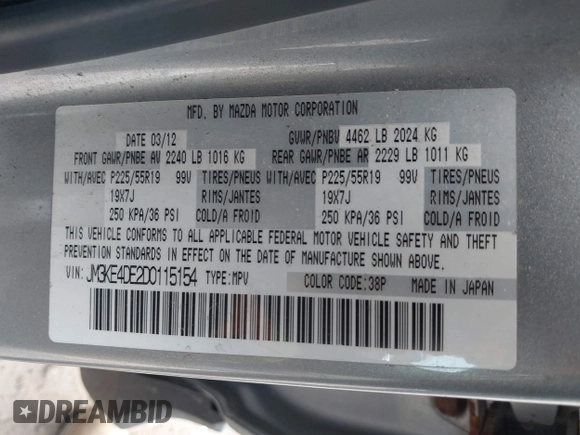 MFD. BY MAZDA MOTOR CORPORATION
DATE 03/12 GVWR/PNBV 4462 LB 2024 KG
FRONT GAWR/PNBE AV 2240 LB 1016 KG REAR GAWR/PNBE AR 2229 LB 1011 KG
WITH/AVEC P225/55R19 99V TIRES/PNEUS WITH/AVEC P225/55R19 99V TIRES/PNEUS
19X7J RIMS/JANTES 19X7J RIMS/JANTES
250 KPA/36 PSI COLD/A FROID 250 KPA/36 PSI COLD/A FROID
THIS VEHICLE CONFORMS TO ALL APPLICABLE FEDERAL MOTOR VEHICLE SAFETY AND THEFT
PREVENTION STANDARDS IN EFFECT ON THE DATE OF MANUFACTURE SHOWN ABOVE.
VIN: JM3KE4DE2D0115154 TYPE:MPV COLOR CODE:38P MADE IN JAPAN
DREAMBID